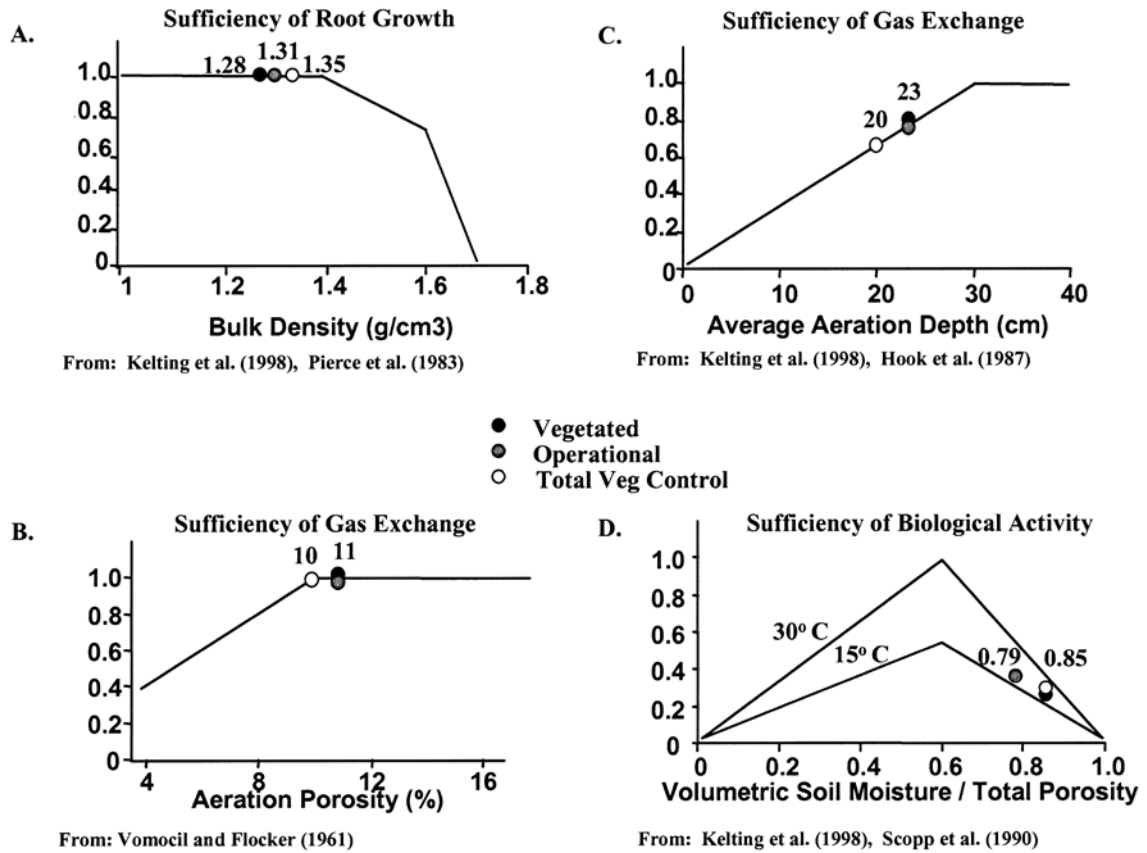 A.
Sufficiency of Root Growth
1.28 1.31 1.35
1.0
0.8
0.6
0.4
0.2
0
1 1.2 1.4 1.6 1.8
Bulk Density (g/cm3)
From: Kelting et al. (1998), Pierce et al. (1983)
C.
Sufficiency of Gas Exchange
20 23
1.0
0.8
0.6
0.4
0.2
0
0 10 20 30 40
Average Aeration Depth (cm)
From: Kelting et al. (1998), Hook et al. (1987)
Vegetated
Operational
Total Veg Control
B.
Sufficiency of Gas Exchange
10 11
1.0
0.8
0.6
0.4
0.2
0
4 8 12 16
Aeration Porosity (%)
From: Vomocil and Flocker (1961)
D.
Sufficiency of Biological Activity
1.0
0.8
0.6
0.4
0.2
0
30º C
15º C
0.79 0.85
0 0.2 0.4 0.6 0.8 1.0
Volumetric Soil Moisture / Total Porosity
From: Kelting et al. (1998), Scopp et al. (1990)